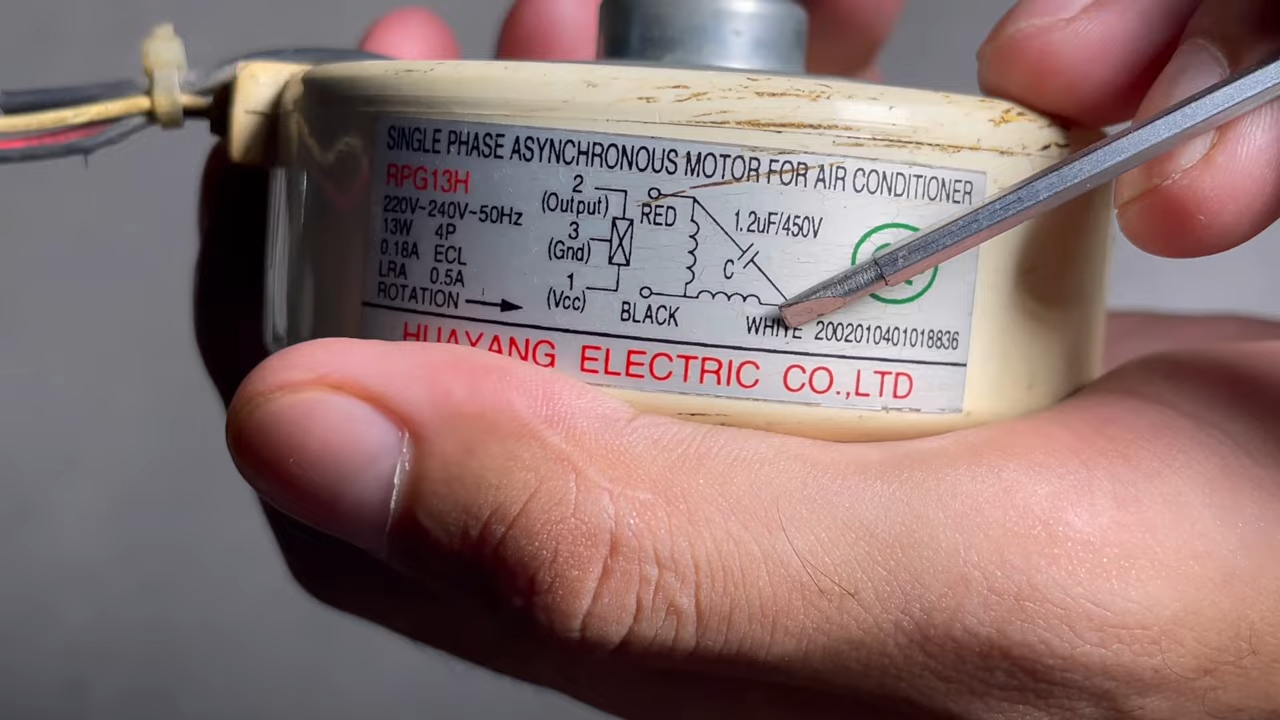 SINGLE PHASE ASYNCHRONOUS MOTOR FOR AIR CONDITIONER
RPG13H
220V~240V~50Hz
13W 4P
0.18A ECL
LRA 0.5A
ROTATION
2
(Output)
3
(Gnd)
1
(Vcc)
RED
1.2uF/450V
C
BLACK
WHITE 2002010401018836
HUAYANG ELECTRIC CO.,LTD